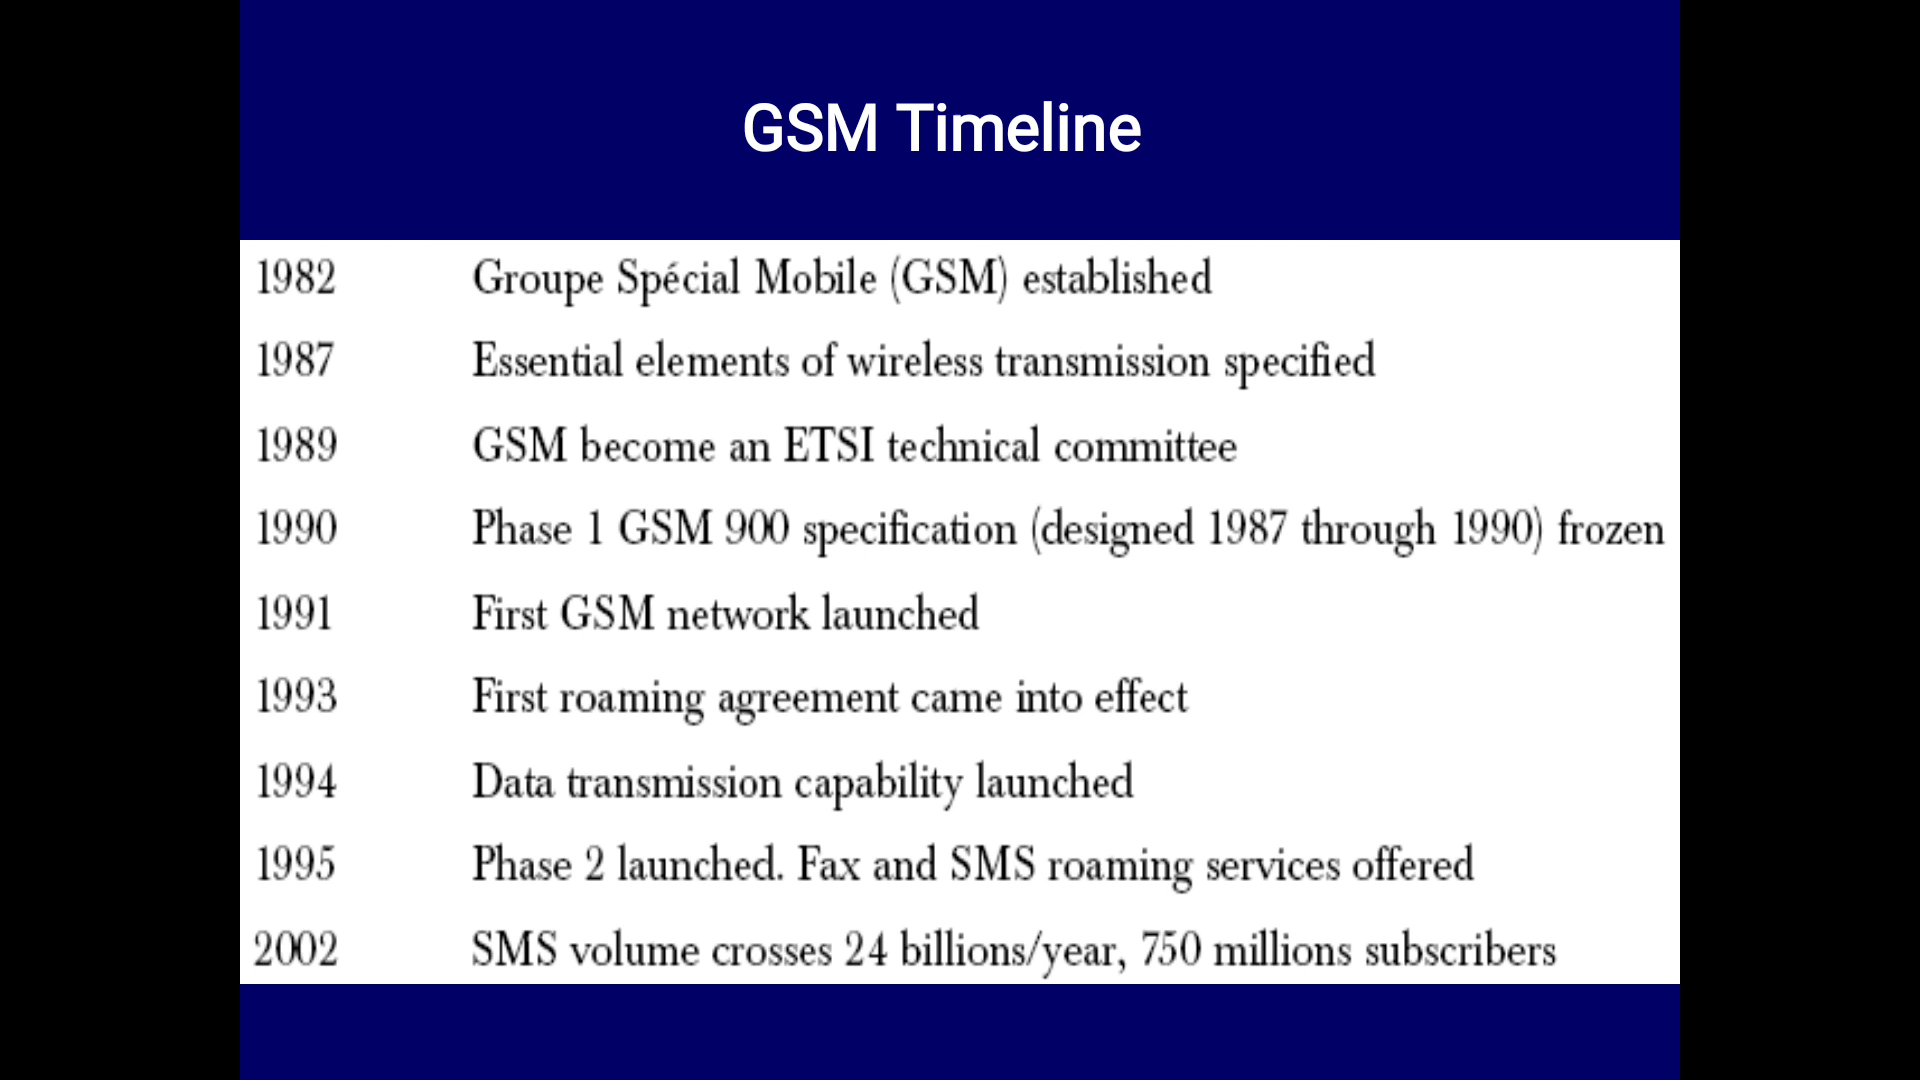 GSM Timeline
1982 Groupe Spécial Mobile (GSM) established
1987 Essential elements of wireless transmission specified
1989 GSM become an ETSI technical committee
1990 Phase 1 GSM 900 specification (designed 1987 through 1990) frozen
1991 First GSM network launched
1993 First roaming agreement came into effect
1994 Data transmission capability launched
1995 Phase 2 launched. Fax and SMS roaming services offered
2002 SMS volume crosses 24 billions/year, 750 millions subscribers